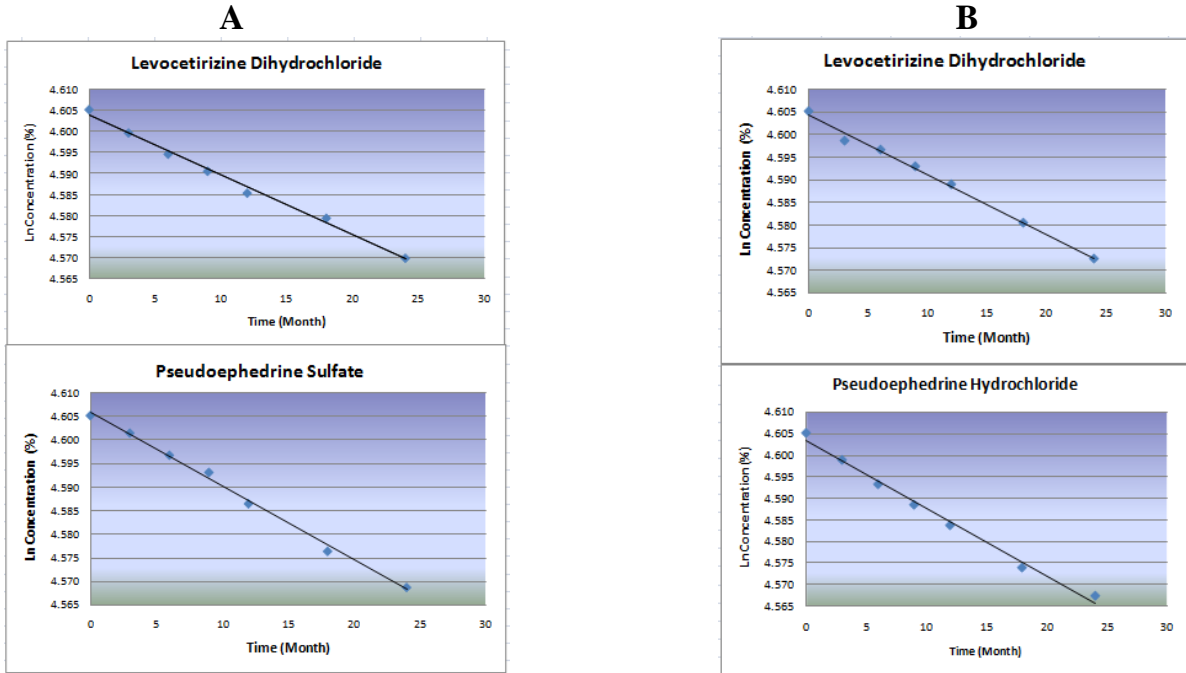 A
Levocetirizine Dihydrochloride
Ln Concentration (%)
4.610
4.605
4.600
4.595
4.590
4.585
4.580
4.575
4.570
4.565
0 5 10 15 20 25 30
Time (Month)
Pseudoephedrine Sulfate
Ln Concentration (%)
4.610
4.605
4.600
4.595
4.590
4.585
4.580
4.575
4.570
4.565
0 5 10 15 20 25 30
Time (Month)
B
Levocetirizine Dihydrochloride
Ln Concentration (%)
4.610
4.605
4.600
4.595
4.590
4.585
4.580
4.575
4.570
4.565
0 5 10 15 20 25 30
Time (Month)
Pseudoephedrine Hydrochloride
Ln Concentration (%)
4.610
4.605
4.600
4.595
4.590
4.585
4.580
4.575
4.570
4.565
0 5 10 15 20 25 30
Time (Month)